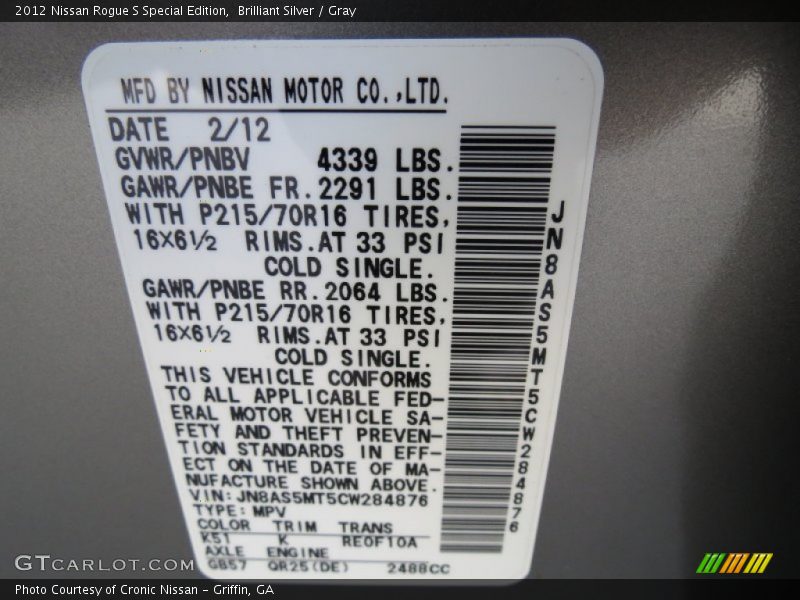 2012 Nissan Rogue S Special Edition, Brilliant Silver / Gray
MFD BY NISSAN MOTOR CO.,LTD.
DATE 2/12
GVWR/PNBV 4339 LBS.
GAWR/PNBE FR. 2291 LBS.
WITH P215/70R16 TIRES,
16X6½ RIMS. AT 33 PSI
COLD SINGLE.
GAWR/PNBE RR. 2064 LBS.
WITH P215/70R16 TIRES,
16X6½ RIMS. AT 33 PSI
COLD SINGLE.
THIS VEHICLE CONFORMS
TO ALL APPLICABLE FED-
ERAL MOTOR VEHICLE SA-
FETY AND THEFT PREVEN-
TION STANDARDS IN EFF-
ECT ON THE DATE OF MA-
NUFACTURE SHOWN ABOVE.
VIN: JN8AS5MT5CW284876
TYPE: MPV
COLOR TRIM TRANS
K51 K RE0F10A
AXLE ENGINE
GB57 QR25(DE) 2488CC
JN8AS5MT5CW284876
GTCARLOT.COM
Photo Courtesy of Cronic Nissan - Griffin, GA